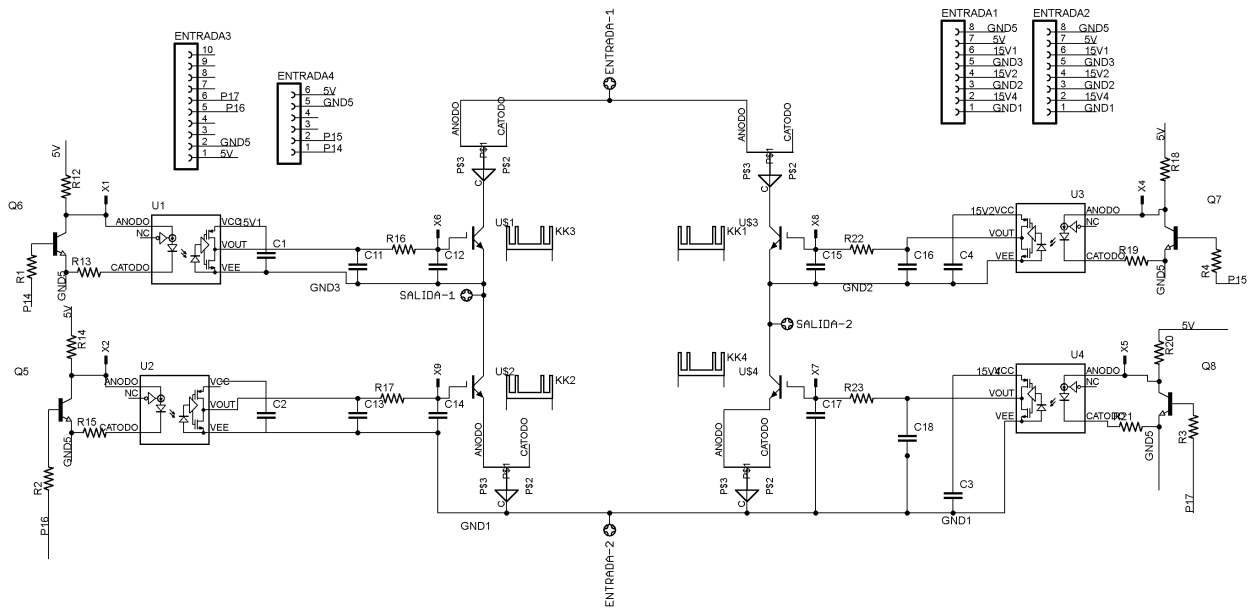 ENTRADA-1
ENTRADA3
10
9
8
7
6 P17
5 P16
4
3
2 GND5
1 5V
ENTRADA4
6 5V
5 GND5
4
3
2 P15
1 P14
ENTRADA1
8 GND5
7 5V
6 15V1
5 GND3
4 15V2
3 GND2
2 15V4
1 GND1
ENTRADA2
8 GND5
7 5V
6 15V1
5 GND3
4 15V2
3 GND2
2 15V4
1 GND1
ANODO
CATODO
P$1
P$3
P$2
C
ANODO
CATODO
P$1
P$3
P$2
C
5V
R12
X1
Q6
U1
ANODO
NC
CATODO
VCC
15V1
VOUT
VEE
C1
R1
P14
GND5
R13
C11
R16
X6
C12
GND3
U$1
KK3
SALIDA-1
U$3
KK1
X8
C15
R22
C16
C4
GND2
15V2
VCC
VOUT
VEE
U3
ANODO
NC
CATODO
X4
5V
R18
Q7
R19
GND5
R4
P15
SALIDA-2
5V
R14
X2
Q5
U2
ANODO
NC
CATODO
VCC
VOUT
VEE
C2
R15
GND5
R2
P16
C13
R17
X9
C14
U$2
KK2
ANODO
CATODO
P$1
P$3
P$2
C
GND1
KK4
U$4
X7
C17
R23
C18
C3
GND1
15V4
VCC
VOUT
VEE
U4
ANODO
NC
CATODO
X5
5V
R20
Q8
R21
GND5
R3
P17
ANODO
CATODO
P$1
P$3
P$2
C
ENTRADA-2